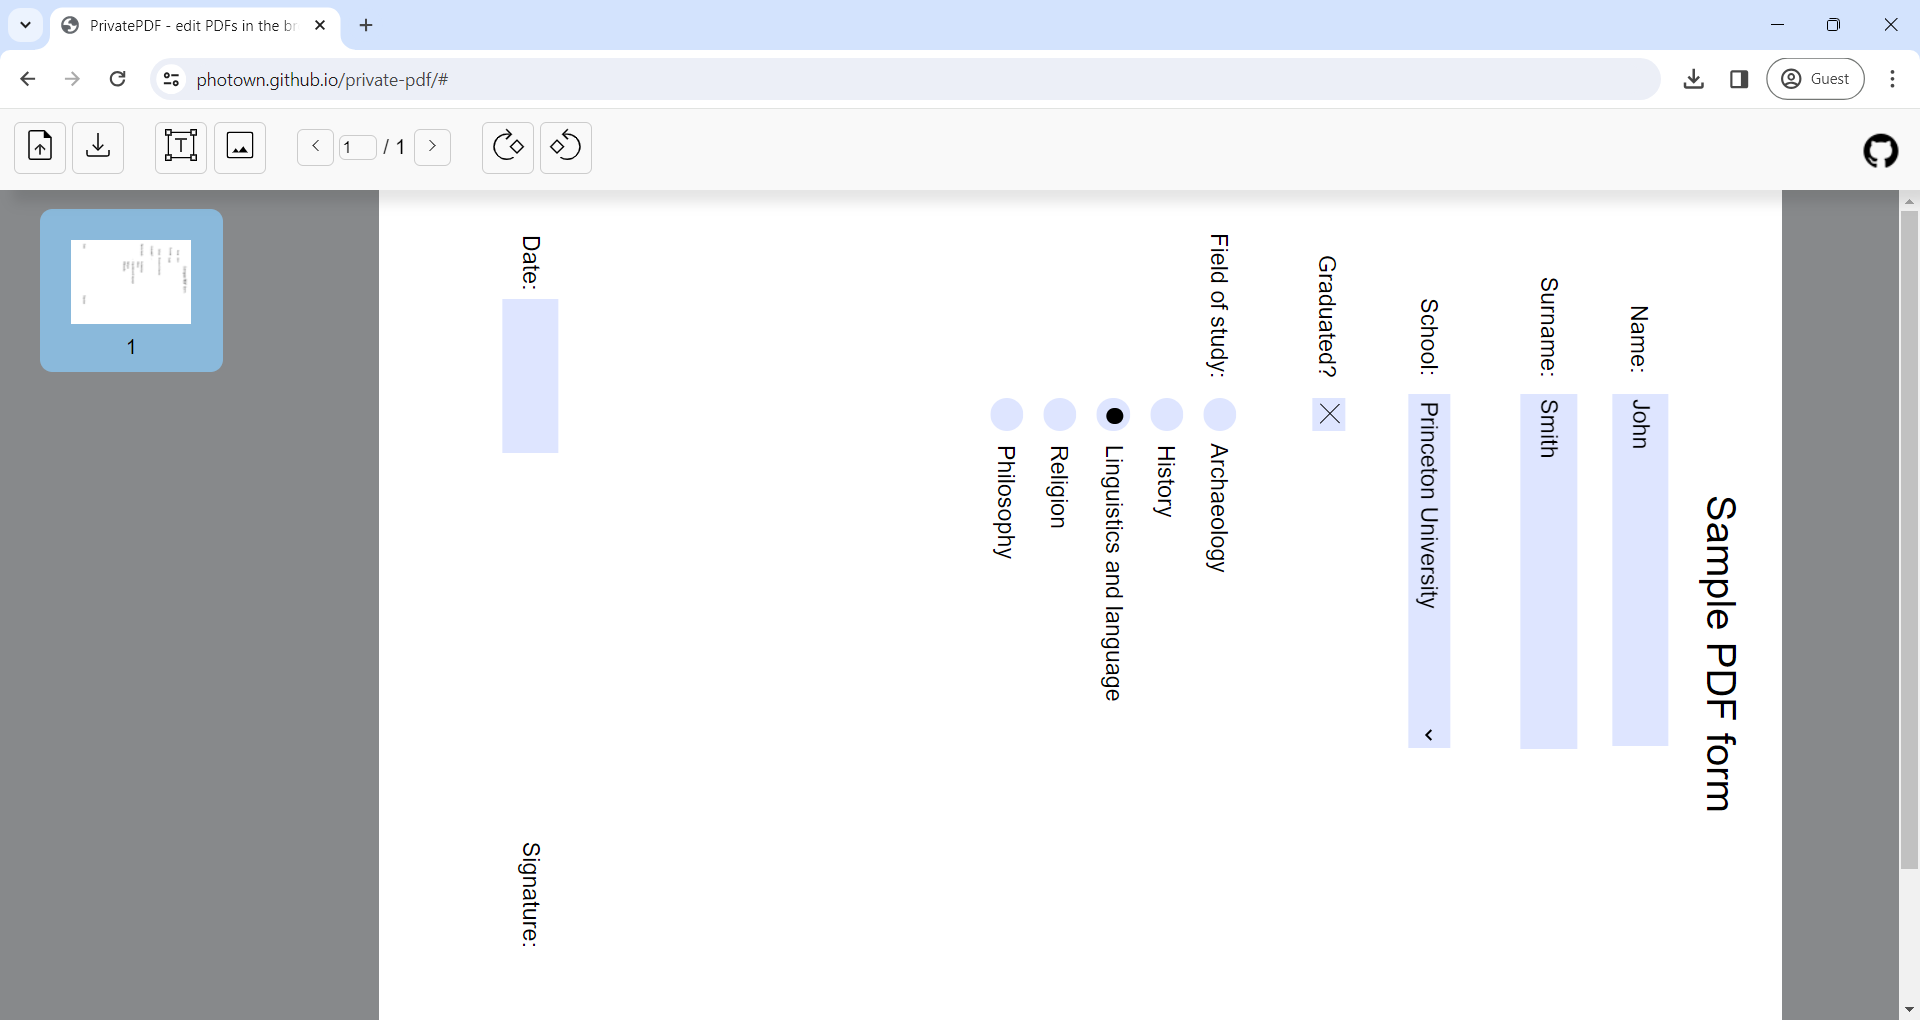 PrivatePDF - edit PDFs in the br
photown.github.io/private-pdf/#
Guest
1 / 1
1
Sample PDF form
Name: John
Surname: Smith
School: Princeton University
Graduated?
Field of study: Archaeology
History
Linguistics and language
Religion
Philosophy
Date:
Signature: